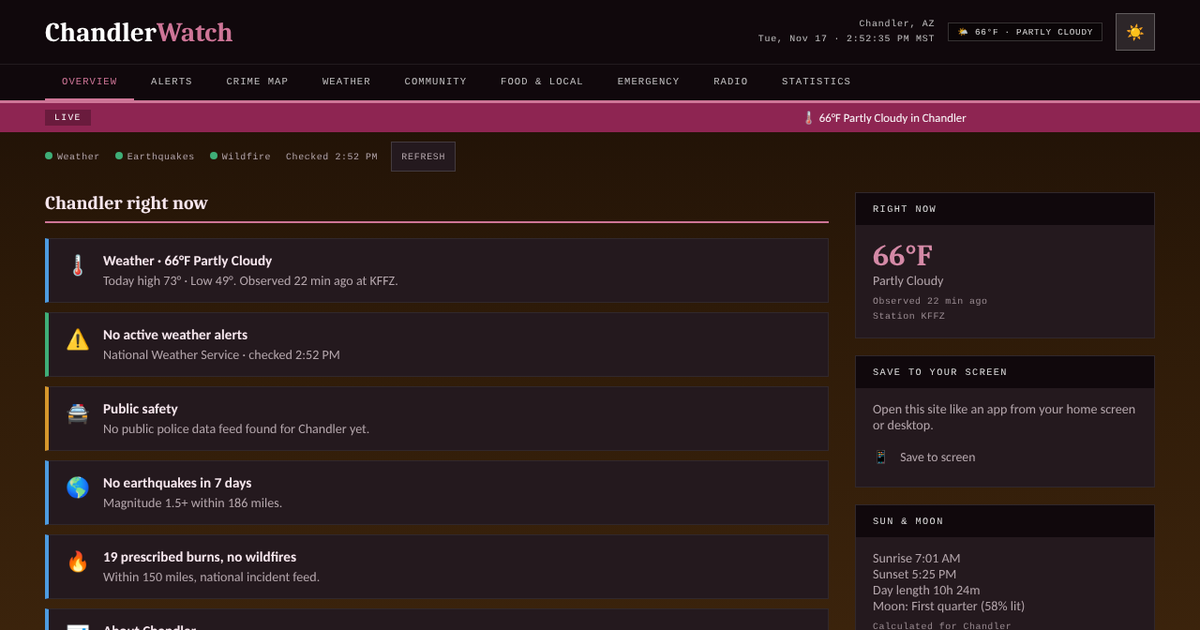 ChandlerWatch
Chandler, AZ
Tue, Nov 17 · 2:52:35 PM MST
66°F · PARTLY CLOUDY
OVERVIEW
ALERTS
CRIME MAP
WEATHER
COMMUNITY
FOOD & LOCAL
EMERGENCY
RADIO
STATISTICS
LIVE
66°F Partly Cloudy in Chandler
Weather
Earthquakes
Wildfire
Checked 2:52 PM
REFRESH
Chandler right now
Weather · 66°F Partly Cloudy
Today high 73° · Low 49°. Observed 22 min ago at KFFZ.
No active weather alerts
National Weather Service · checked 2:52 PM
Public safety
No public police data feed found for Chandler yet.
No earthquakes in 7 days
Magnitude 1.5+ within 186 miles.
19 prescribed burns, no wildfires
Within 150 miles, national incident feed.
About Chandler
RIGHT NOW
66°F
Partly Cloudy
Observed 22 min ago
Station KFFZ
SAVE TO YOUR SCREEN
Open this site like an app from your home screen
or desktop.
Save to screen
SUN & MOON
Sunrise 7:01 AM
Sunset 5:25 PM
Day length 10h 24m
Moon: First quarter (58% lit)
Calculated for Chandler